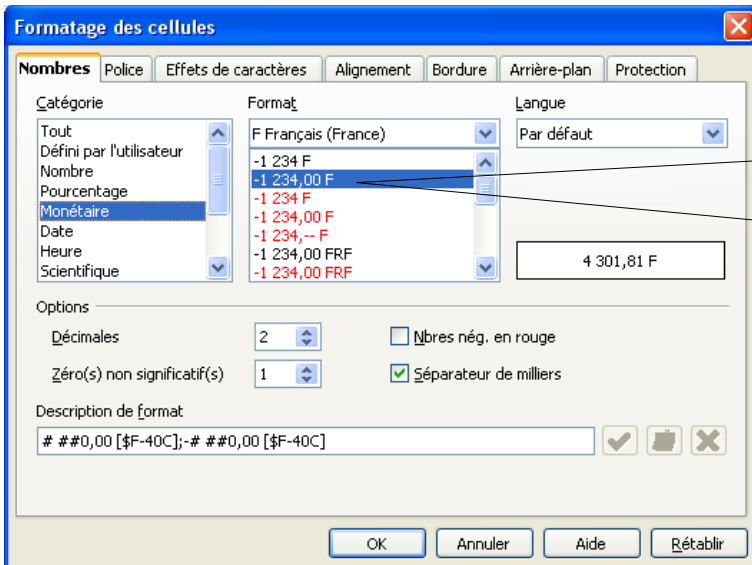 Formatage des cellules
Nombres Police Effets de caractères Alignement Bordure Arrière-plan Protection
Catégorie Format Langue
Tout
Défini par l'utilisateur
Nombre
Pourcentage
Monétaire
Date
Heure
Scientifique
F Français (France)
-1 234 F
-1 234,00 F
-1 234 F
-1 234,00 F
-1 234,-- F
-1 234,00 FRF
-1 234,00 FRF
Par défaut
4 301,81 F
Options
Décimales 2 Nbres nég. en rouge
Zéro(s) non significatif(s) 1 Séparateur de milliers
Description de format
# ##0,00 [$F-40C];-# ##0,00 [$F-40C]
OK Annuler Aide Rétablir